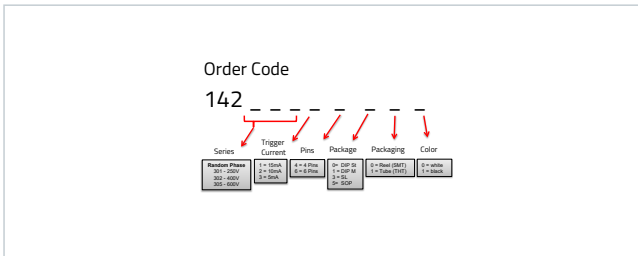 Order Code
142 _ _ _ _ _ _ _ _
Series
Trigger Current
Pins
Package
Packaging
Color
Random Phase
301 - 250V
302 - 400V
305 - 600V
1 = 15mA
2 = 10mA
3 = 5mA
4 = 4 Pins
6 = 6 Pins
0= DIP St
1 = DIP M
3 = SL
5= SOP
0 = Reel (SMT)
1 = Tube (THT)
0 = white
1 = black